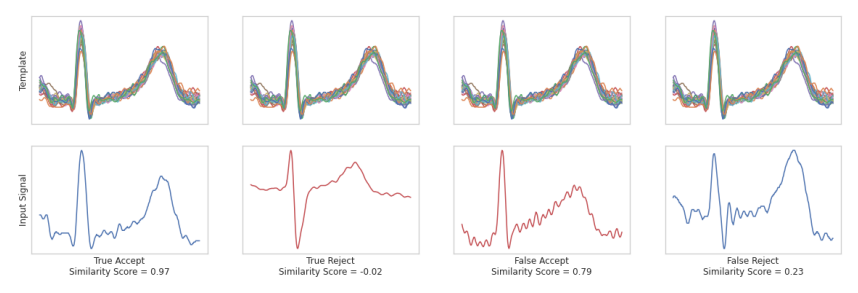 Template
Input Signal
True Accept
Similarity Score = 0.97
True Reject
Similarity Score = -0.02
False Accept
Similarity Score = 0.79
False Reject
Similarity Score = 0.23